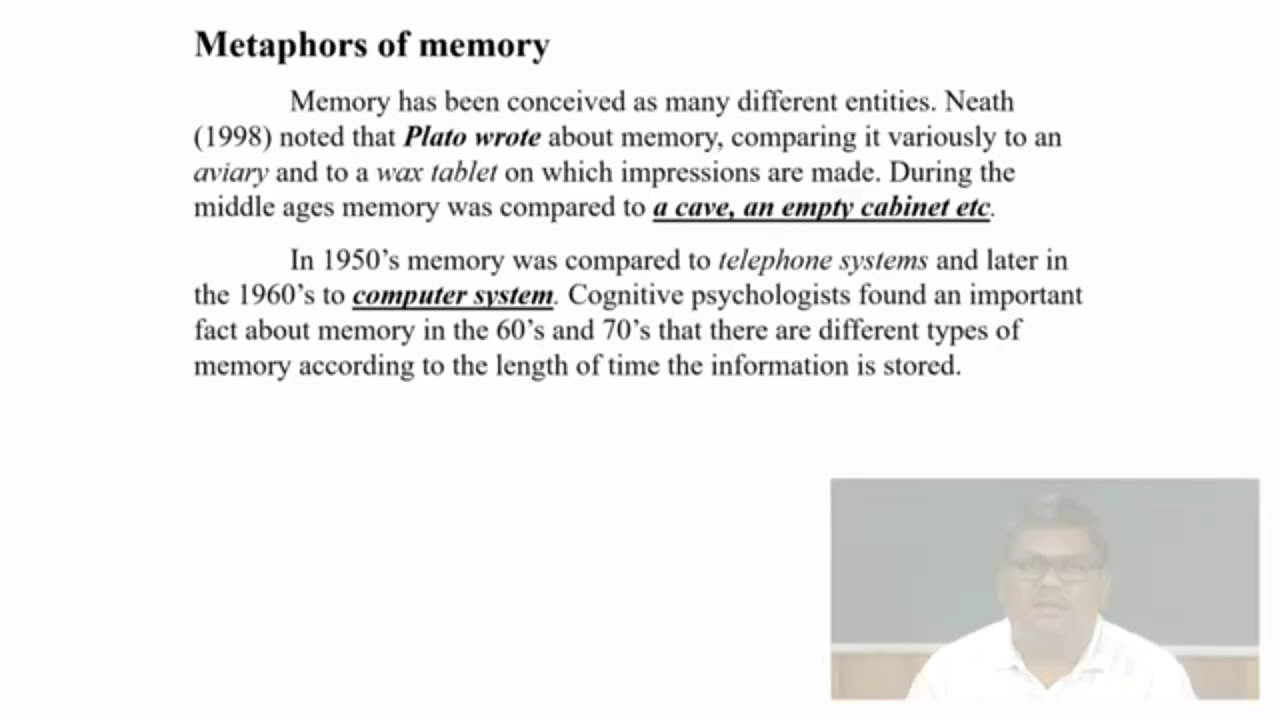 Metaphors of memory
Memory has been conceived as many different entities. Neath
(1998) noted that Plato wrote about memory, comparing it variously to an
aviary and to a wax tablet on which impressions are made. During the
middle ages memory was compared to a cave, an empty cabinet etc.
In 1950’s memory was compared to telephone systems and later in
the 1960’s to computer system. Cognitive psychologists found an important
fact about memory in the 60’s and 70’s that there are different types of
memory according to the length of time the information is stored.